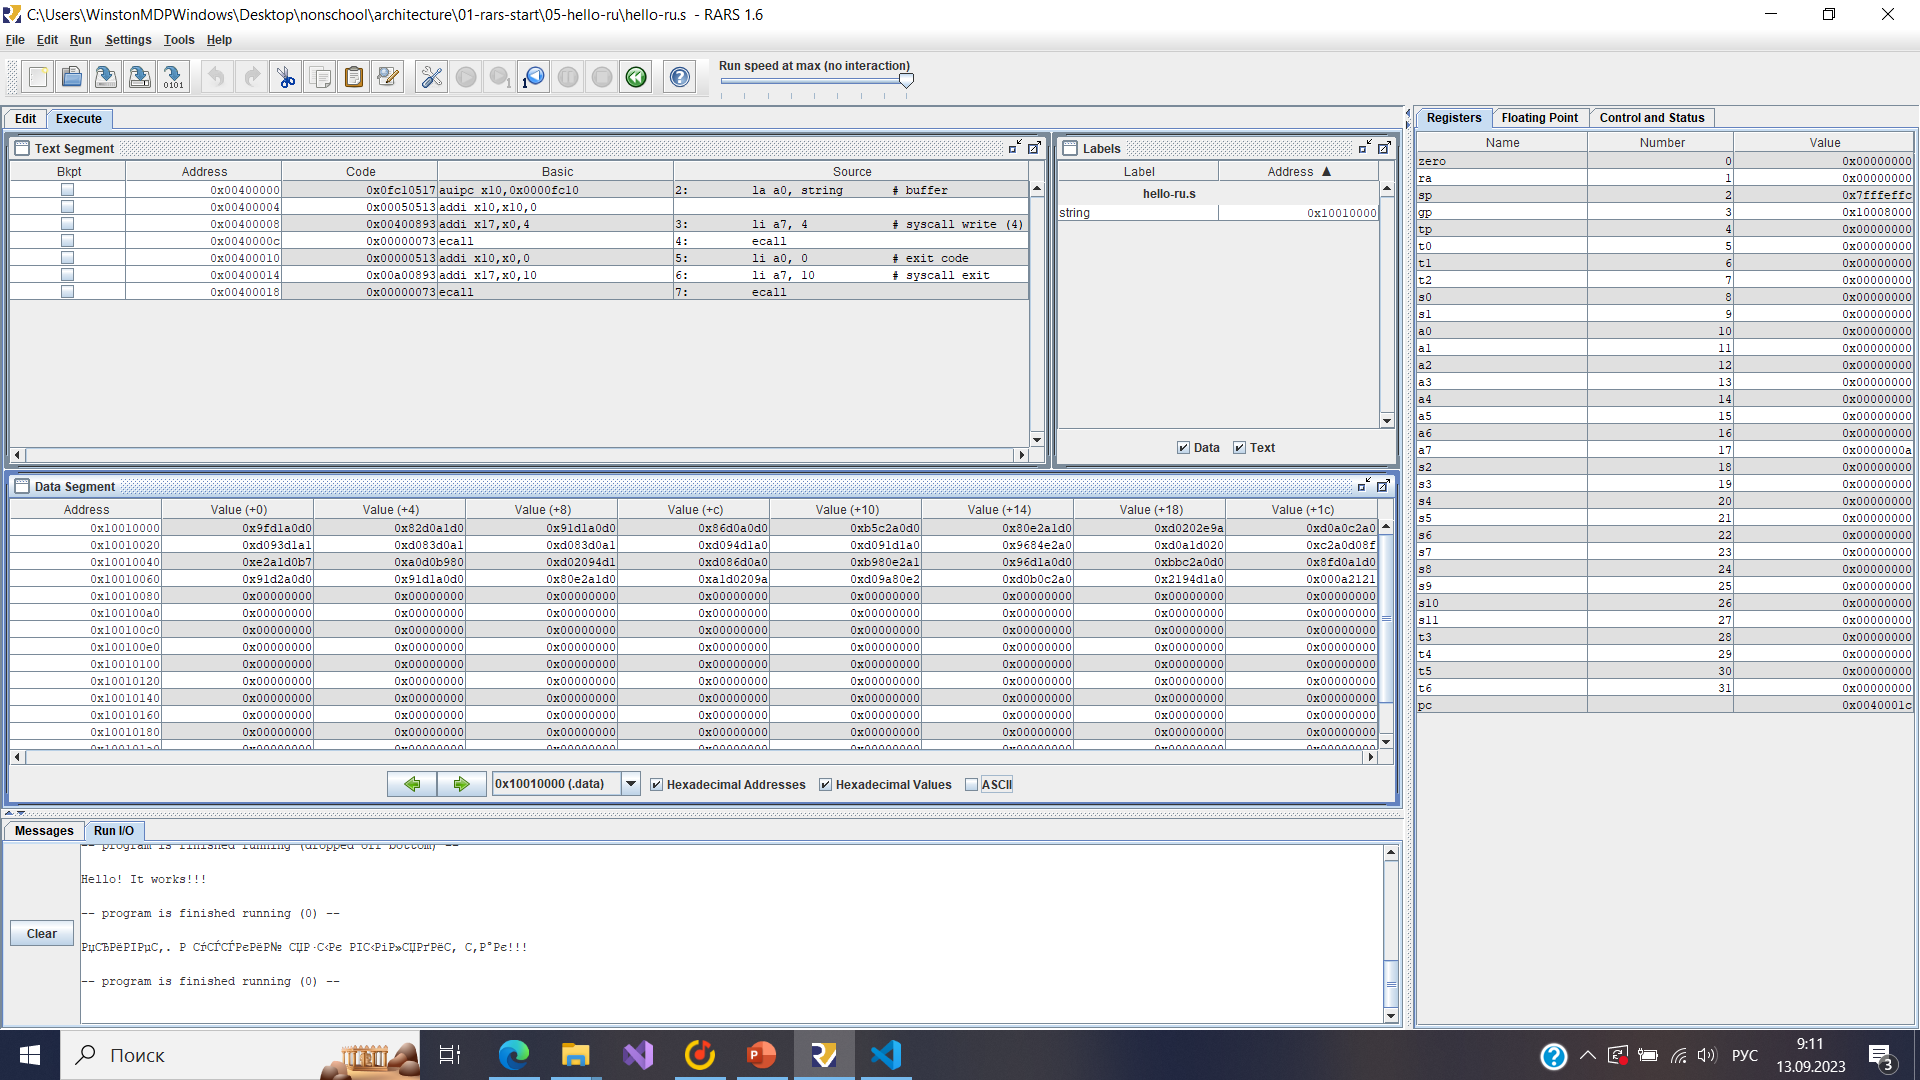 C:\Users\WinstonMDPWindows\Desktop\nonschool\architecture\01-rars-start\05-hello-ru\hello-ru.s - RARS 1.6
File Edit Run Settings Tools Help
Run speed at max (no interaction)
Edit Execute
Text Segment
Bkpt Address Code Basic Source
0x00400000 0x0fc10517 auipc x10,0x0000fc10 2: la a0, string # buffer
0x00400004 0x00050513 addi x10,x10,0
0x00400008 0x00400893 addi x17,x0,4 3: li a7, 4 # syscall write (4)
0x0040000c 0x00000073 ecall 4: ecall
0x00400010 0x00000513 addi x10,x0,0 5: li a0, 0 # exit code
0x00400014 0x00a00893 addi x17,x0,10 6: li a7, 10 # syscall exit
0x00400018 0x00000073 ecall 7: ecall
Labels
Label Address ▲
hello-ru.s
string 0x10010000
Data Text
Data Segment
Address Value (+0) Value (+4) Value (+8) Value (+c) Value (+10) Value (+14) Value (+18) Value (+1c)
0x10010000 0x9fd1a0d0 0x82d0a1d0 0x91d1a0d0 0x86d0a0d0 0xb5c2a0d0 0x80e2a1d0 0xd0202e9a 0xd0a0c2a0
0x10010020 0xd093d1a1 0xd083d0a1 0xd083d0a1 0xd094d1a0 0xd091d1a0 0x9684e2a0 0xd0a1d020 0xc2a0d08f
0x10010040 0xe2a1d0b7 0xa0d0b980 0xd02094d1 0xd086d0a0 0xb980e2a1 0x96d1a0d0 0xbbc2a0d0 0x8fd0a1d0
0x10010060 0x91d2a0d0 0x91d1a0d0 0x80e2a1d0 0xa1d0209a 0xd09a80e2 0xd0b0c2a0 0x2194d1a0 0x000a2121
0x10010080 0x00000000 0x00000000 0x00000000 0x00000000 0x00000000 0x00000000 0x00000000 0x00000000
0x100100a0 0x00000000 0x00000000 0x00000000 0x00000000 0x00000000 0x00000000 0x00000000 0x00000000
0x100100c0 0x00000000 0x00000000 0x00000000 0x00000000 0x00000000 0x00000000 0x00000000 0x00000000
0x100100e0 0x00000000 0x00000000 0x00000000 0x00000000 0x00000000 0x00000000 0x00000000 0x00000000
0x10010100 0x00000000 0x00000000 0x00000000 0x00000000 0x00000000 0x00000000 0x00000000 0x00000000
0x10010120 0x00000000 0x00000000 0x00000000 0x00000000 0x00000000 0x00000000 0x00000000 0x00000000
0x10010140 0x00000000 0x00000000 0x00000000 0x00000000 0x00000000 0x00000000 0x00000000 0x00000000
0x10010160 0x00000000 0x00000000 0x00000000 0x00000000 0x00000000 0x00000000 0x00000000 0x00000000
0x10010180 0x00000000 0x00000000 0x00000000 0x00000000 0x00000000 0x00000000 0x00000000 0x00000000
0x100101a0 0x00000000 0x00000000 0x00000000 0x00000000 0x00000000 0x00000000 0x00000000 0x00000000
0x10010000 (.data) Hexadecimal Addresses Hexadecimal Values ASCII
Messages Run I/O
Clear
-- program is finished running (dropped off bottom) --
Hello! It works!!!
-- program is finished running (0) --
РџСЂРёРІРµС‚. Р СѓСЃСЃРєРёР№ СЏР·С‹Рє РІС‹РіР»СЏРґРёС‚ С‚Р°Рє!!!
-- program is finished running (0) --
Registers Floating Point Control and Status
Name Number Value
zero 0 0x00000000
ra 1 0x00000000
sp 2 0x7fffeffc
gp 3 0x10008000
tp 4 0x00000000
t0 5 0x00000000
t1 6 0x00000000
t2 7 0x00000000
s0 8 0x00000000
s1 9 0x00000000
a0 10 0x00000000
a1 11 0x00000000
a2 12 0x00000000
a3 13 0x00000000
a4 14 0x00000000
a5 15 0x00000000
a6 16 0x00000000
a7 17 0x0000000a
s2 18 0x00000000
s3 19 0x00000000
s4 20 0x00000000
s5 21 0x00000000
s6 22 0x00000000
s7 23 0x00000000
s8 24 0x00000000
s9 25 0x00000000
s10 26 0x00000000
s11 27 0x00000000
t3 28 0x00000000
t4 29 0x00000000
t5 30 0x00000000
t6 31 0x00000000
pc 0x0040001c
Поиск
РУС
9:11
13.09.2023
3